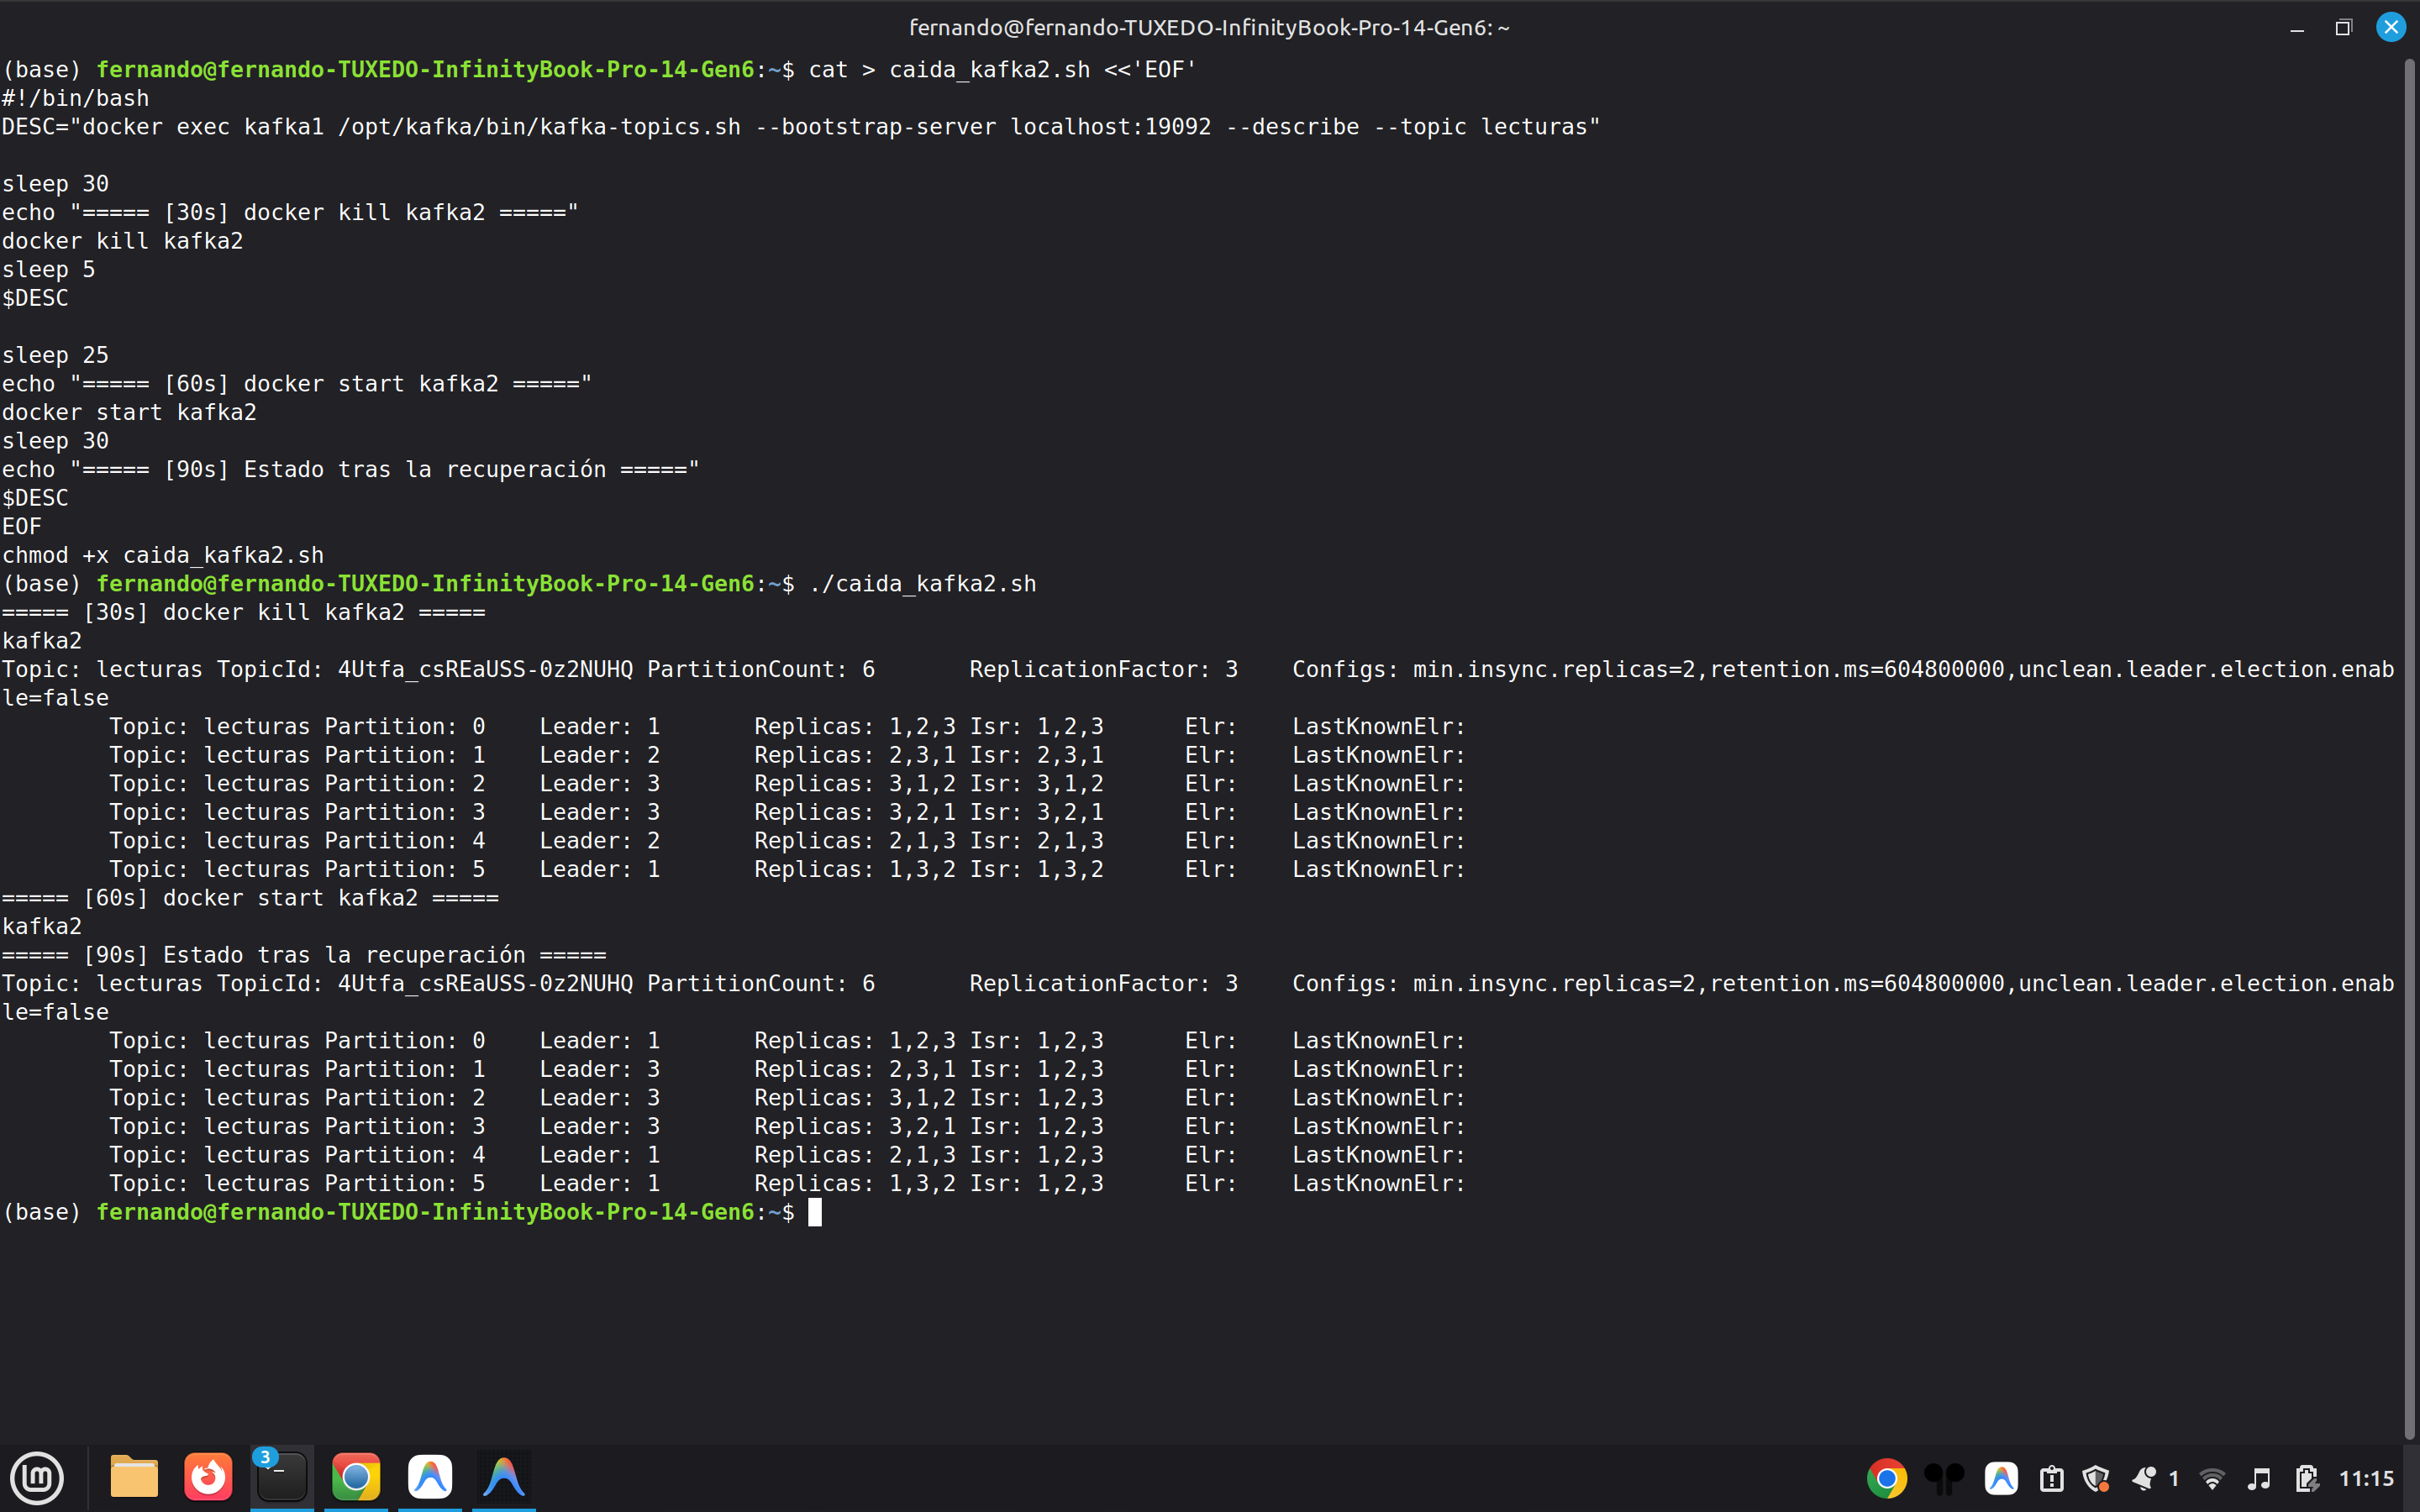 fernando@fernando-TUXEDO-InfinityBook-Pro-14-Gen6: ~
(base) fernando@fernando-TUXEDO-InfinityBook-Pro-14-Gen6:~$ cat > caida_kafka2.sh <<'EOF'
#!/bin/bash
DESC="docker exec kafka1 /opt/kafka/bin/kafka-topics.sh --bootstrap-server localhost:19092 --describe --topic lecturas"
sleep 30
echo "===== [30s] docker kill kafka2 ====="
docker kill kafka2
sleep 5
$DESC
sleep 25
echo "===== [60s] docker start kafka2 ====="
docker start kafka2
sleep 30
echo "===== [90s] Estado tras la recuperación ====="
$DESC
EOF
chmod +x caida_kafka2.sh
(base) fernando@fernando-TUXEDO-InfinityBook-Pro-14-Gen6:~$ ./caida_kafka2.sh
===== [30s] docker kill kafka2 =====
kafka2
Topic: lecturas TopicId: 4Utfa_csREaUSS-0z2NUHQ PartitionCount: 6 ReplicationFactor: 3 Configs: min.insync.replicas=2,retention.ms=604800000,unclean.leader.election.enab
le=false
Topic: lecturas Partition: 0 Leader: 1 Replicas: 1,2,3 Isr: 1,2,3 Elr: LastKnownElr:
Topic: lecturas Partition: 1 Leader: 2 Replicas: 2,3,1 Isr: 2,3,1 Elr: LastKnownElr:
Topic: lecturas Partition: 2 Leader: 3 Replicas: 3,1,2 Isr: 3,1,2 Elr: LastKnownElr:
Topic: lecturas Partition: 3 Leader: 3 Replicas: 3,2,1 Isr: 3,2,1 Elr: LastKnownElr:
Topic: lecturas Partition: 4 Leader: 2 Replicas: 2,1,3 Isr: 2,1,3 Elr: LastKnownElr:
Topic: lecturas Partition: 5 Leader: 1 Replicas: 1,3,2 Isr: 1,3,2 Elr: LastKnownElr:
===== [60s] docker start kafka2 =====
kafka2
===== [90s] Estado tras la recuperación =====
Topic: lecturas TopicId: 4Utfa_csREaUSS-0z2NUHQ PartitionCount: 6 ReplicationFactor: 3 Configs: min.insync.replicas=2,retention.ms=604800000,unclean.leader.election.enab
le=false
Topic: lecturas Partition: 0 Leader: 1 Replicas: 1,2,3 Isr: 1,2,3 Elr: LastKnownElr:
Topic: lecturas Partition: 1 Leader: 3 Replicas: 2,3,1 Isr: 1,2,3 Elr: LastKnownElr:
Topic: lecturas Partition: 2 Leader: 3 Replicas: 3,1,2 Isr: 1,2,3 Elr: LastKnownElr:
Topic: lecturas Partition: 3 Leader: 3 Replicas: 3,2,1 Isr: 1,2,3 Elr: LastKnownElr:
Topic: lecturas Partition: 4 Leader: 1 Replicas: 2,1,3 Isr: 1,2,3 Elr: LastKnownElr:
Topic: lecturas Partition: 5 Leader: 1 Replicas: 1,3,2 Isr: 1,2,3 Elr: LastKnownElr:
(base) fernando@fernando-TUXEDO-InfinityBook-Pro-14-Gen6:~$
3
1
11:15